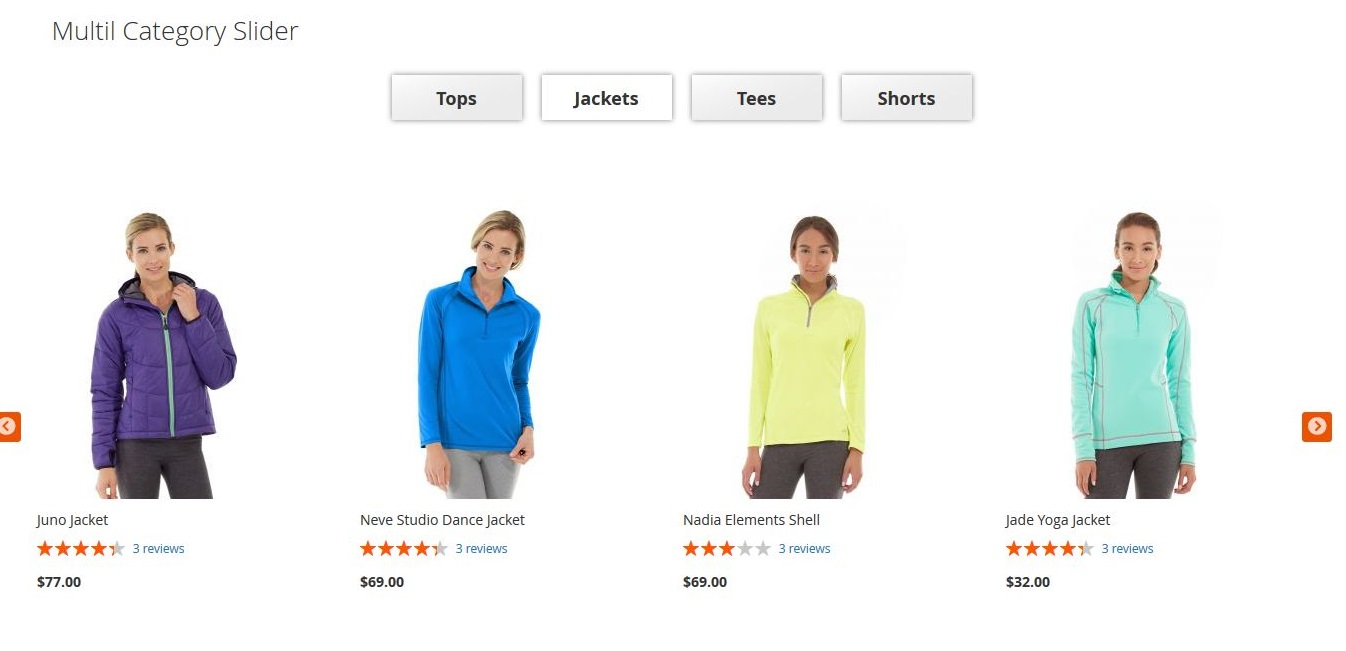 Multil Category Slider
Tops Jackets Tees Shorts
Juno Jacket Neve Studio Dance Jacket Nadia Elements Shell Jade Yoga Jacket
3 reviews 3 reviews 3 reviews 3 reviews
$77.00 $69.00 $69.00 $32.00